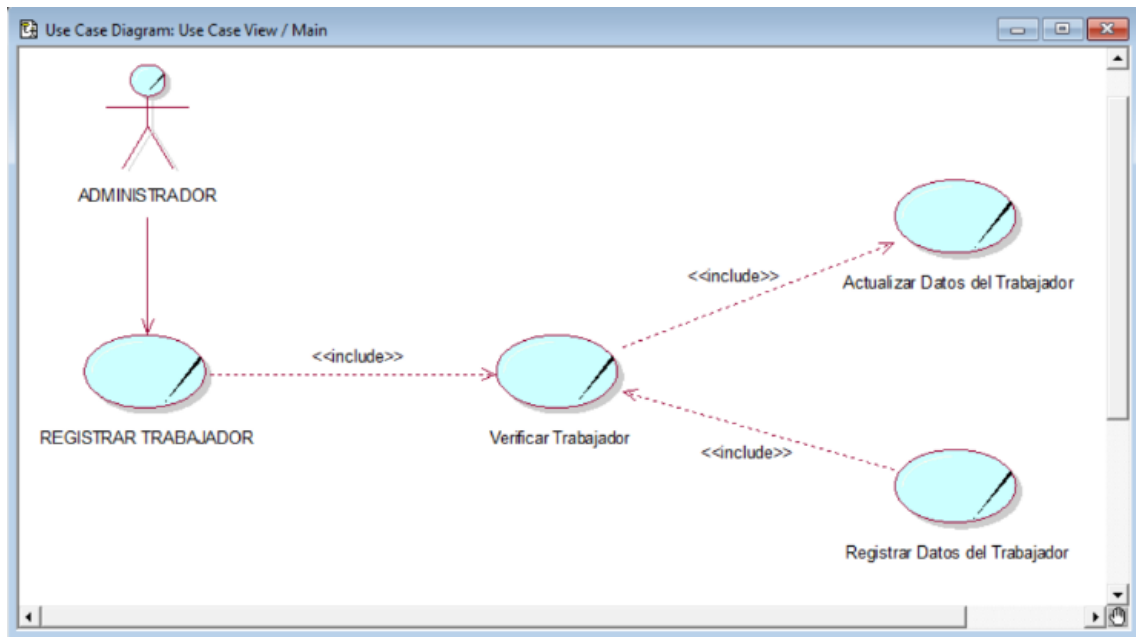 Use Case Diagram: Use Case View / Main
ADMINISTRADOR
<<include>>
Actualizar Datos del Trabajador
<<include>>
REGISTRAR TRABAJADOR
Verificar Trabajador
<<include>>
Registrar Datos del Trabajador